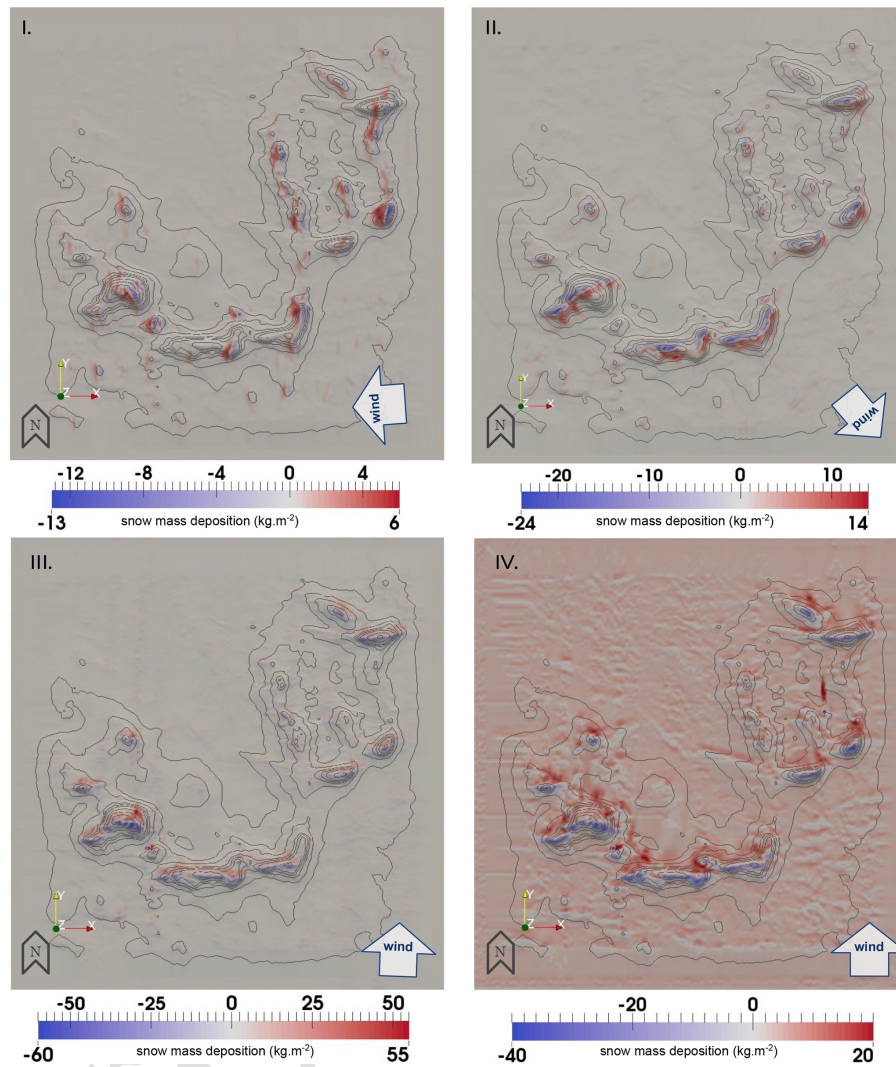 I.
Y
Z
X
N
wind
-12 -8 -4 0 4
-13 snow mass deposition (kg.m-2) 6
II.
Y
Z
X
N
wind
-20 -10 0 10
-24 snow mass deposition (kg.m-2) 14
III.
Y
Z
X
N
wind
-50 -25 0 25 50
-60 snow mass deposition (kg.m-2) 55
IV.
Y
Z
X
N
wind
-20 0
-40 snow mass deposition (kg.m-2) 20